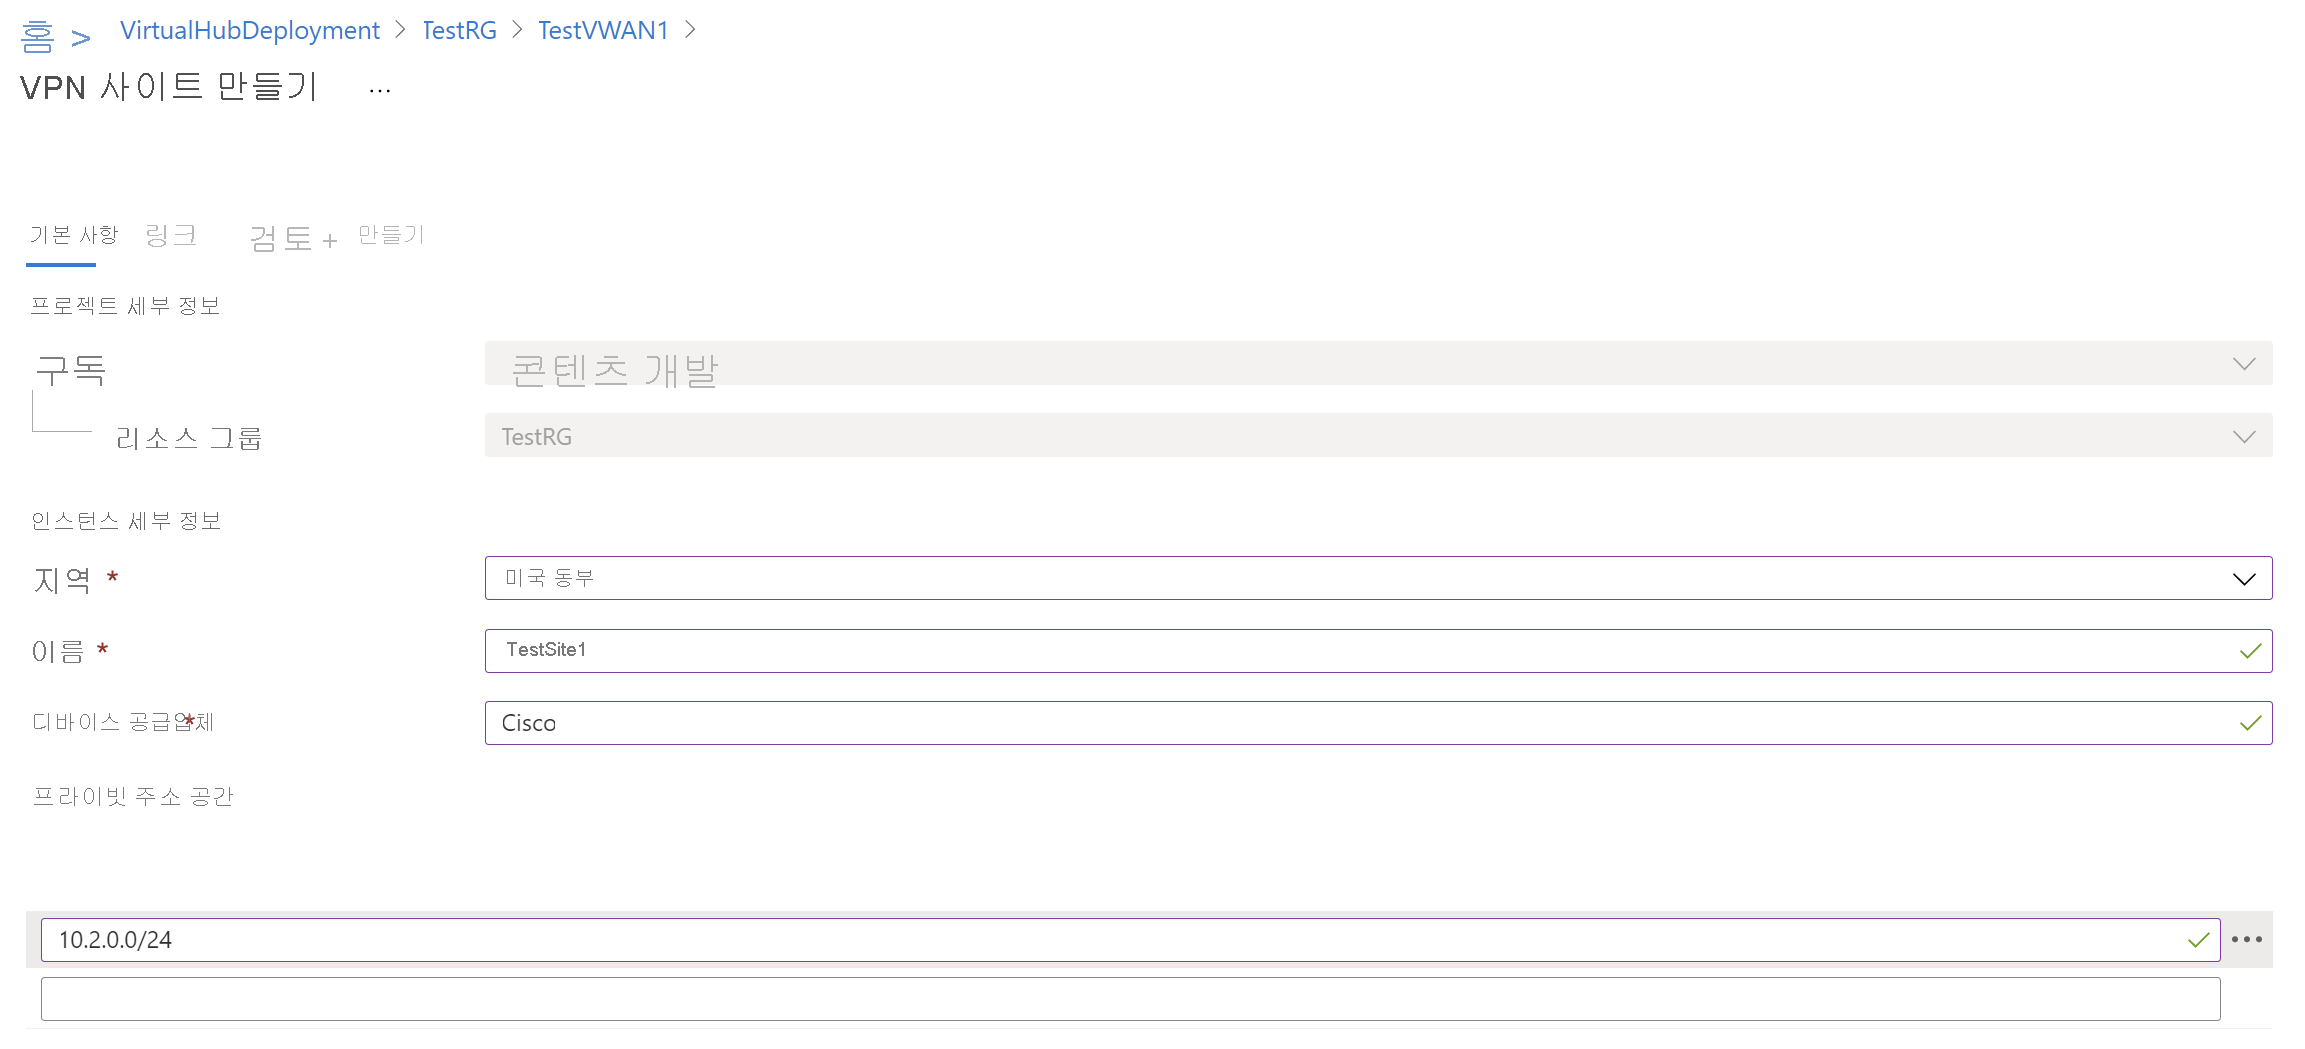 홈 > VirtualHubDeployment > TestRG > TestVWAN1 >
VPN 사이트 만들기 ...
기본 사항 링크 검토 + 만들기
프로젝트 세부 정보
구독 콘텐츠 개발
리소스 그룹 TestRG
인스턴스 세부 정보
지역 * 미국 동부
이름 * TestSite1
디바이스 공급업체 * Cisco
프라이빗 주소 공간
10.2.0.0/24 •••